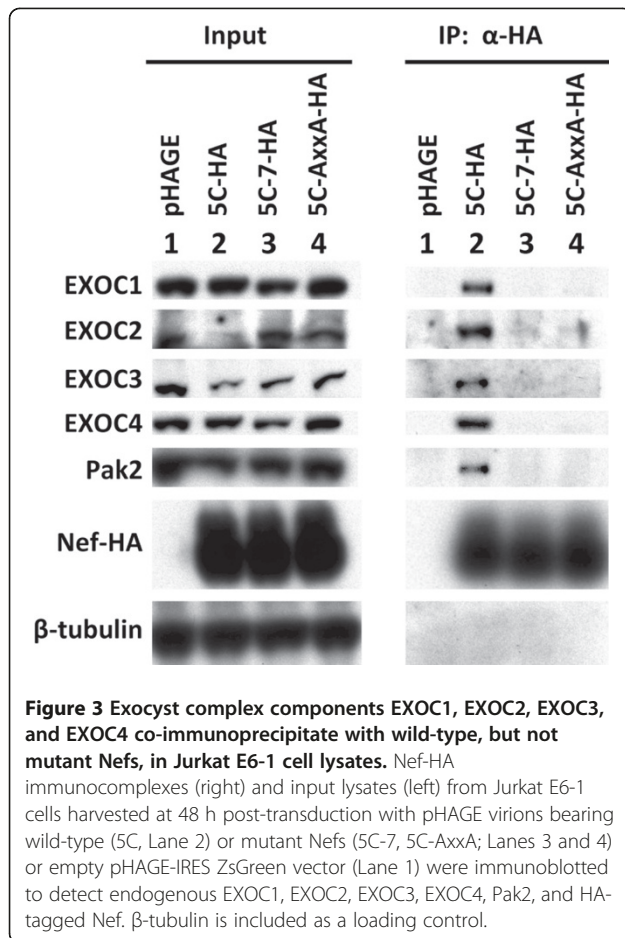 Input
IP: α-HA
pHAGE
5C-HA
5C-7-HA
5C-AxxA-HA
pHAGE
5C-HA
5C-7-HA
5C-AxxA-HA
1 2 3 4
1 2 3 4
EXOC1
EXOC2
EXOC3
EXOC4
Pak2
Nef-HA
β-tubulin
Figure 3 Exocyst complex components EXOC1, EXOC2, EXOC3,
and EXOC4 co-immunoprecipitate with wild-type, but not
mutant Nefs, in Jurkat E6-1 cell lysates. Nef-HA
immunocomplexes (right) and input lysates (left) from Jurkat E6-1
cells harvested at 48 h post-transduction with pHAGE virions bearing
wild-type (5C, Lane 2) or mutant Nefs (5C-7, 5C-AxxA; Lanes 3 and 4)
or empty pHAGE-IRES ZsGreen vector (Lane 1) were immunoblotted
to detect endogenous EXOC1, EXOC2, EXOC3, EXOC4, Pak2, and HA-
tagged Nef. β-tubulin is included as a loading control.